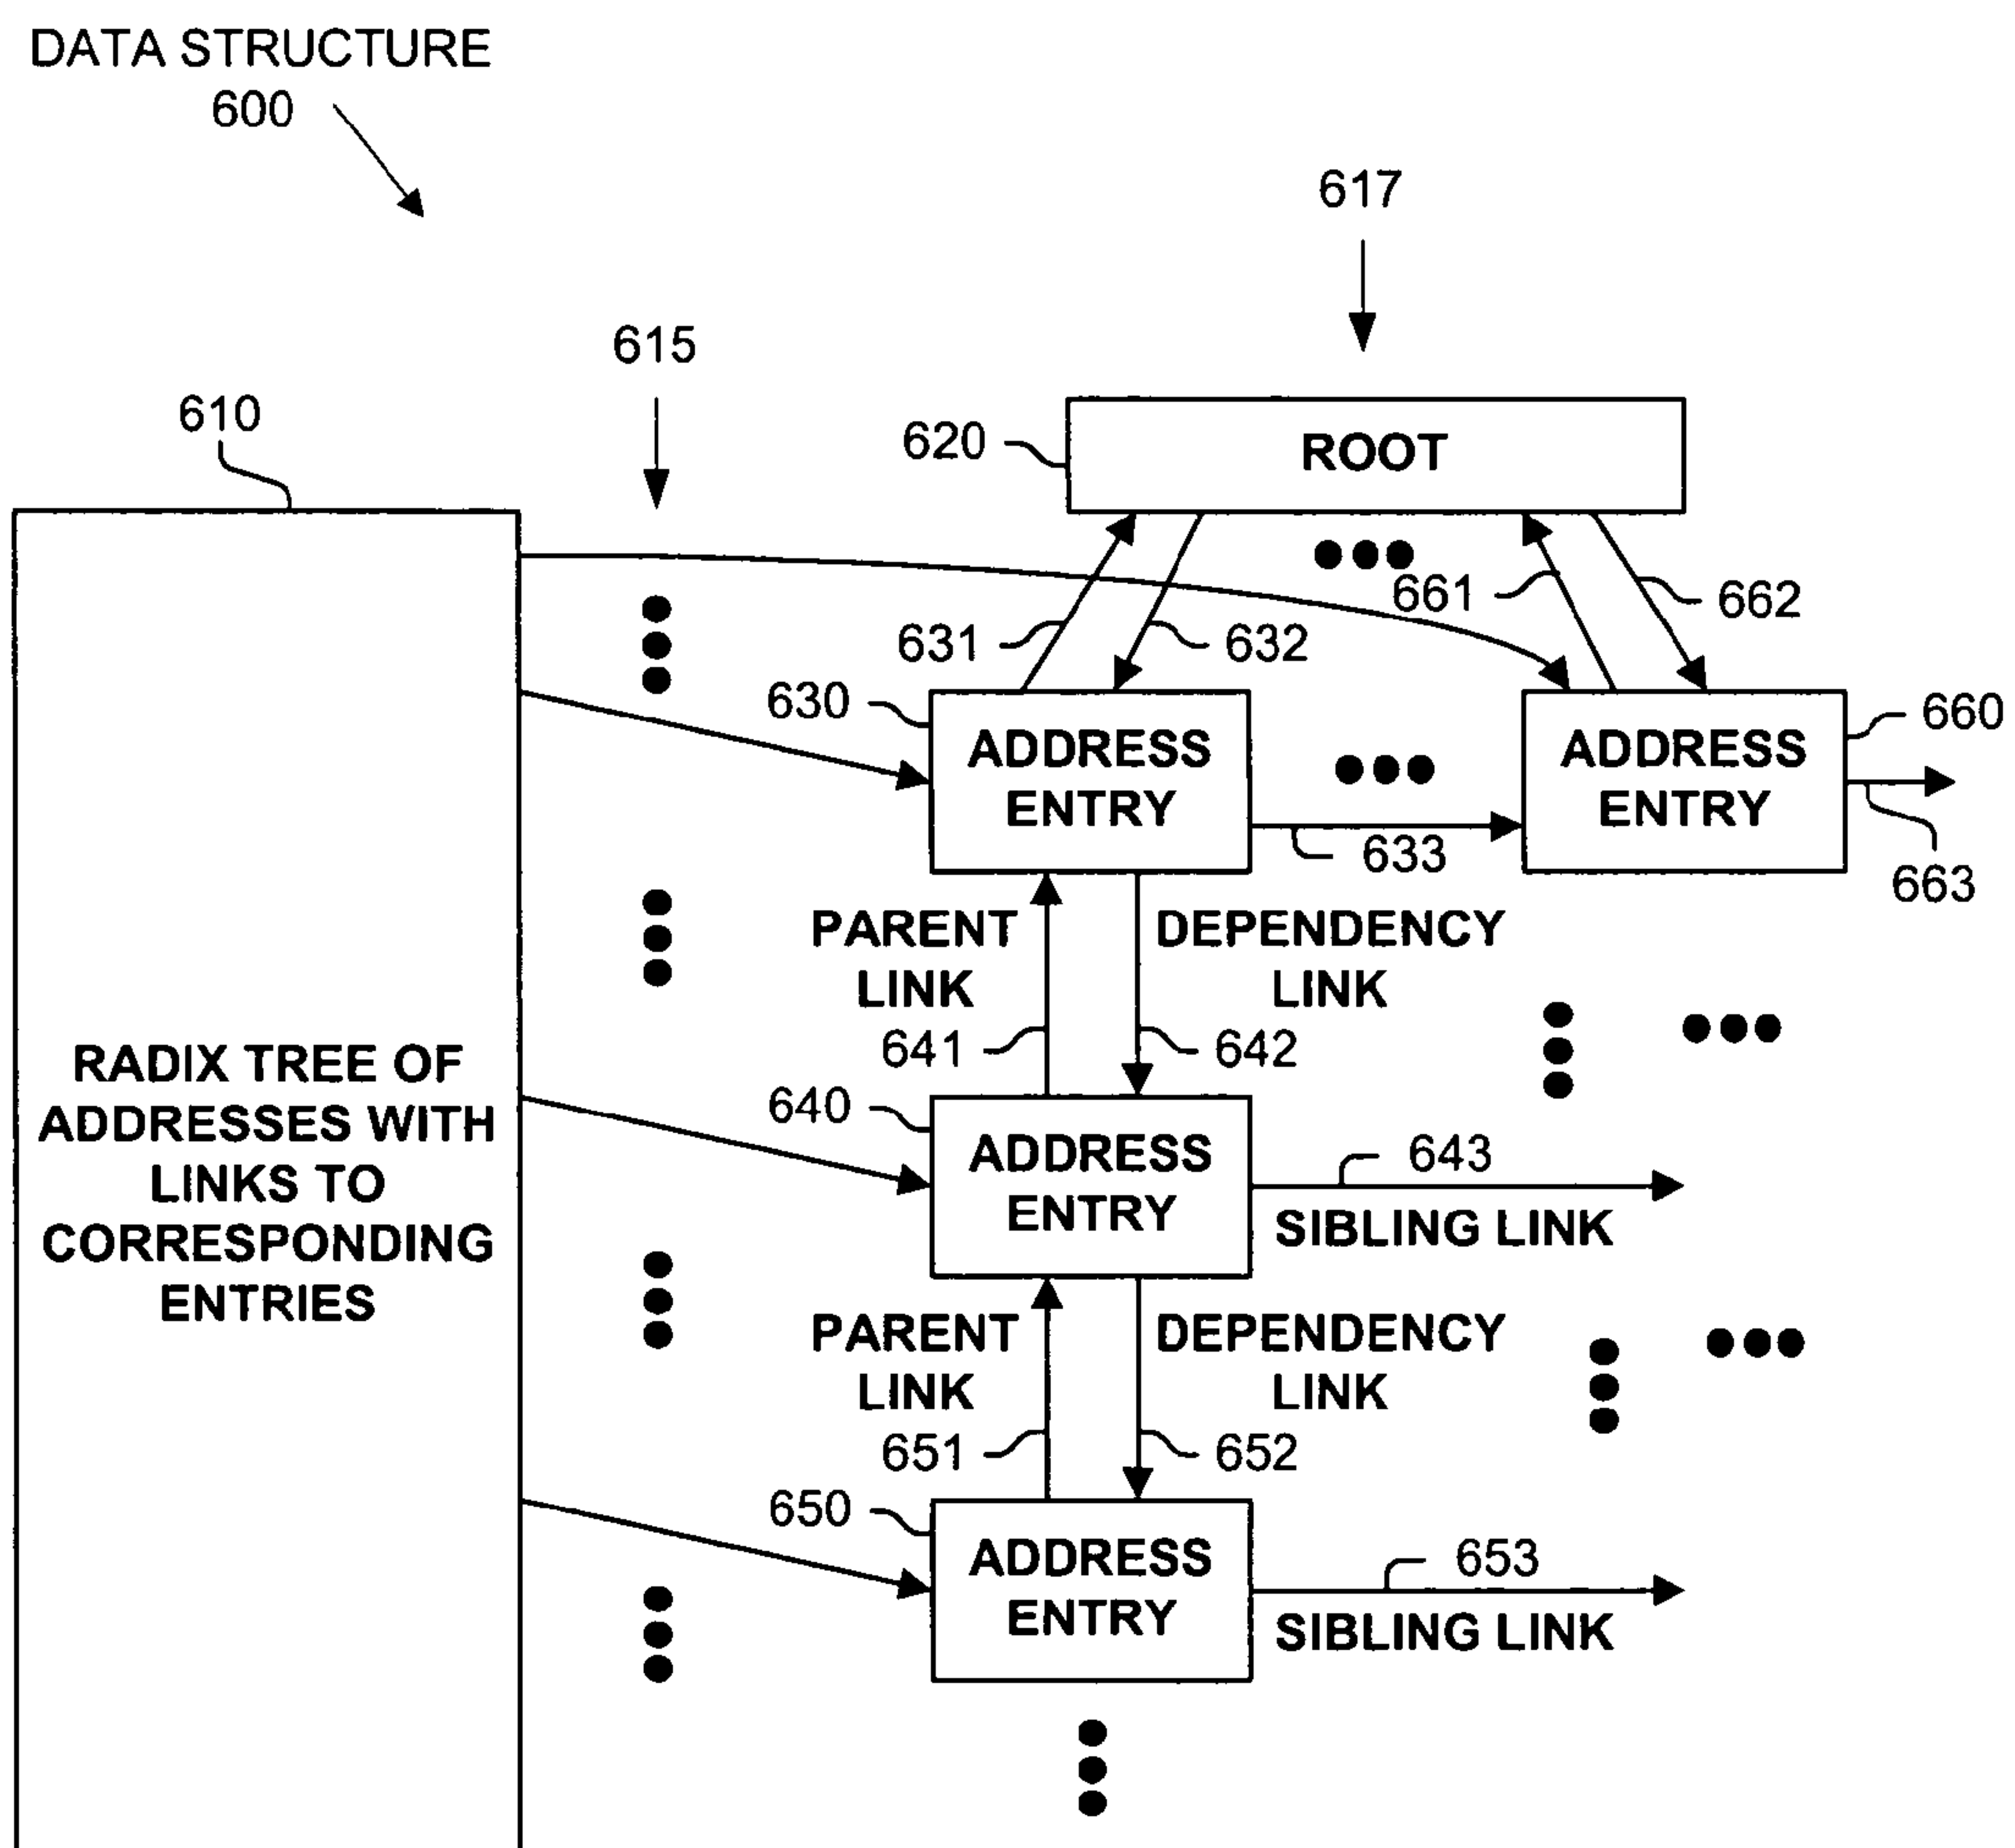 DATA STRUCTURE
600
617
615
610
620
ROOT
661
662
631
632
630
660
ADDRESS
ENTRY
ADDRESS
ENTRY
633
663
PARENT
LINK
DEPENDENCY
LINK
641
642
RADIX TREE OF
ADDRESSES WITH
LINKS TO
CORRESPONDING
ENTRIES
640
ADDRESS
ENTRY
643
SIBLING LINK
PARENT
LINK
DEPENDENCY
LINK
651
652
650
ADDRESS
ENTRY
653
SIBLING LINK